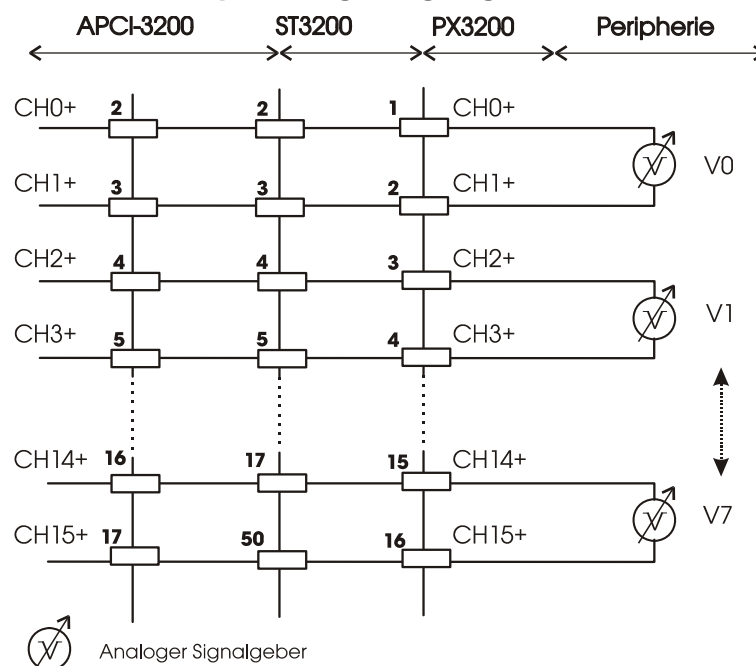 APCI-3200 ST3200 PX3200 Peripherie
CH0+ 2 2 1 CH0+
V0
CH1+ 3 3 2 CH1+
CH2+ 4 4 3 CH2+
V1
CH3+ 5 5 4 CH3+
CH14+ 16 17 15 CH14+
V7
CH15+ 17 50 16 CH15+
Analoger Signalgeber